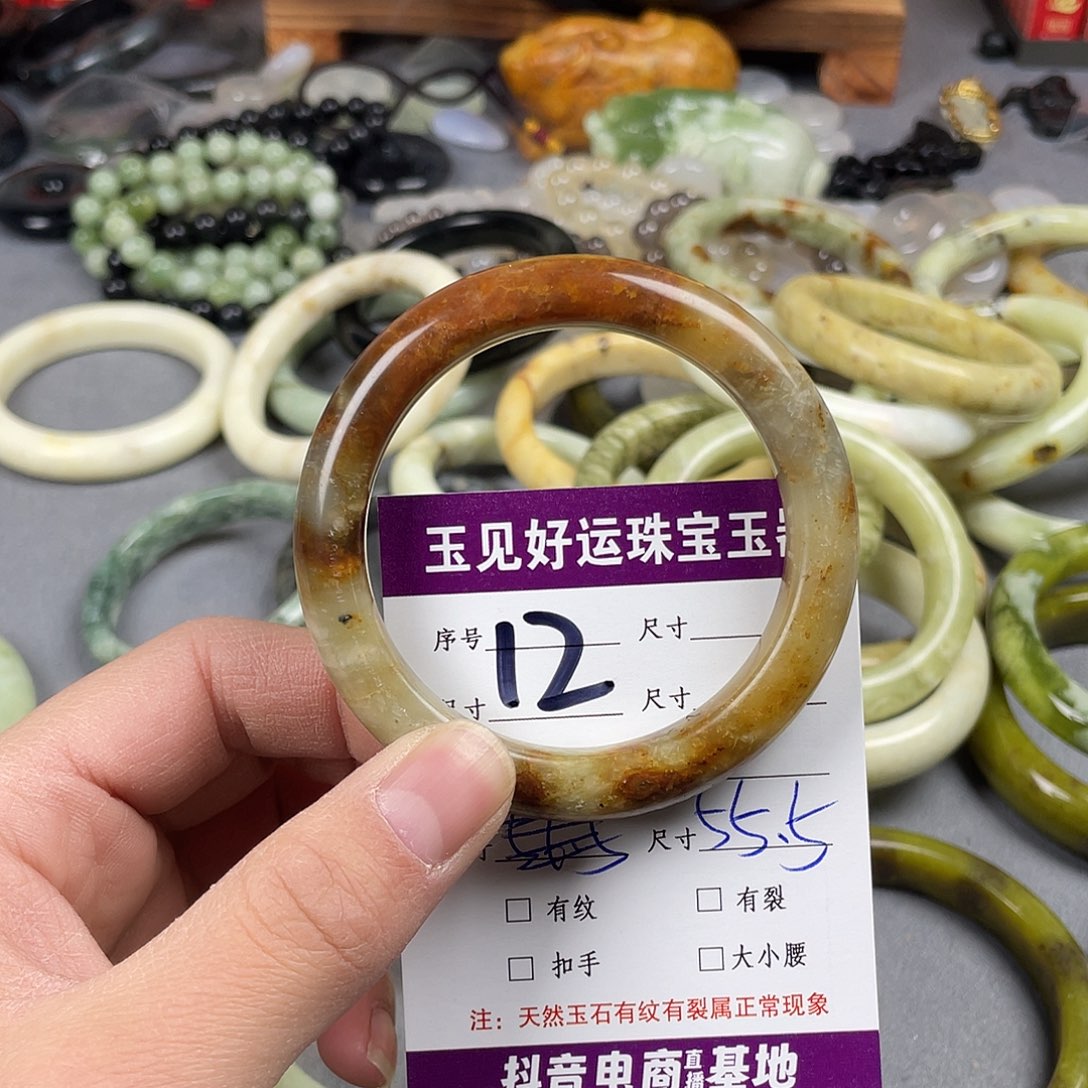 玉见好运珠宝玉
序号 12 尺寸
尺寸 尺寸
尺寸 55.5
有纹 有裂
扣手 大小腰
注：天然玉石有纹有裂属正常现象
抖音电商直播基地